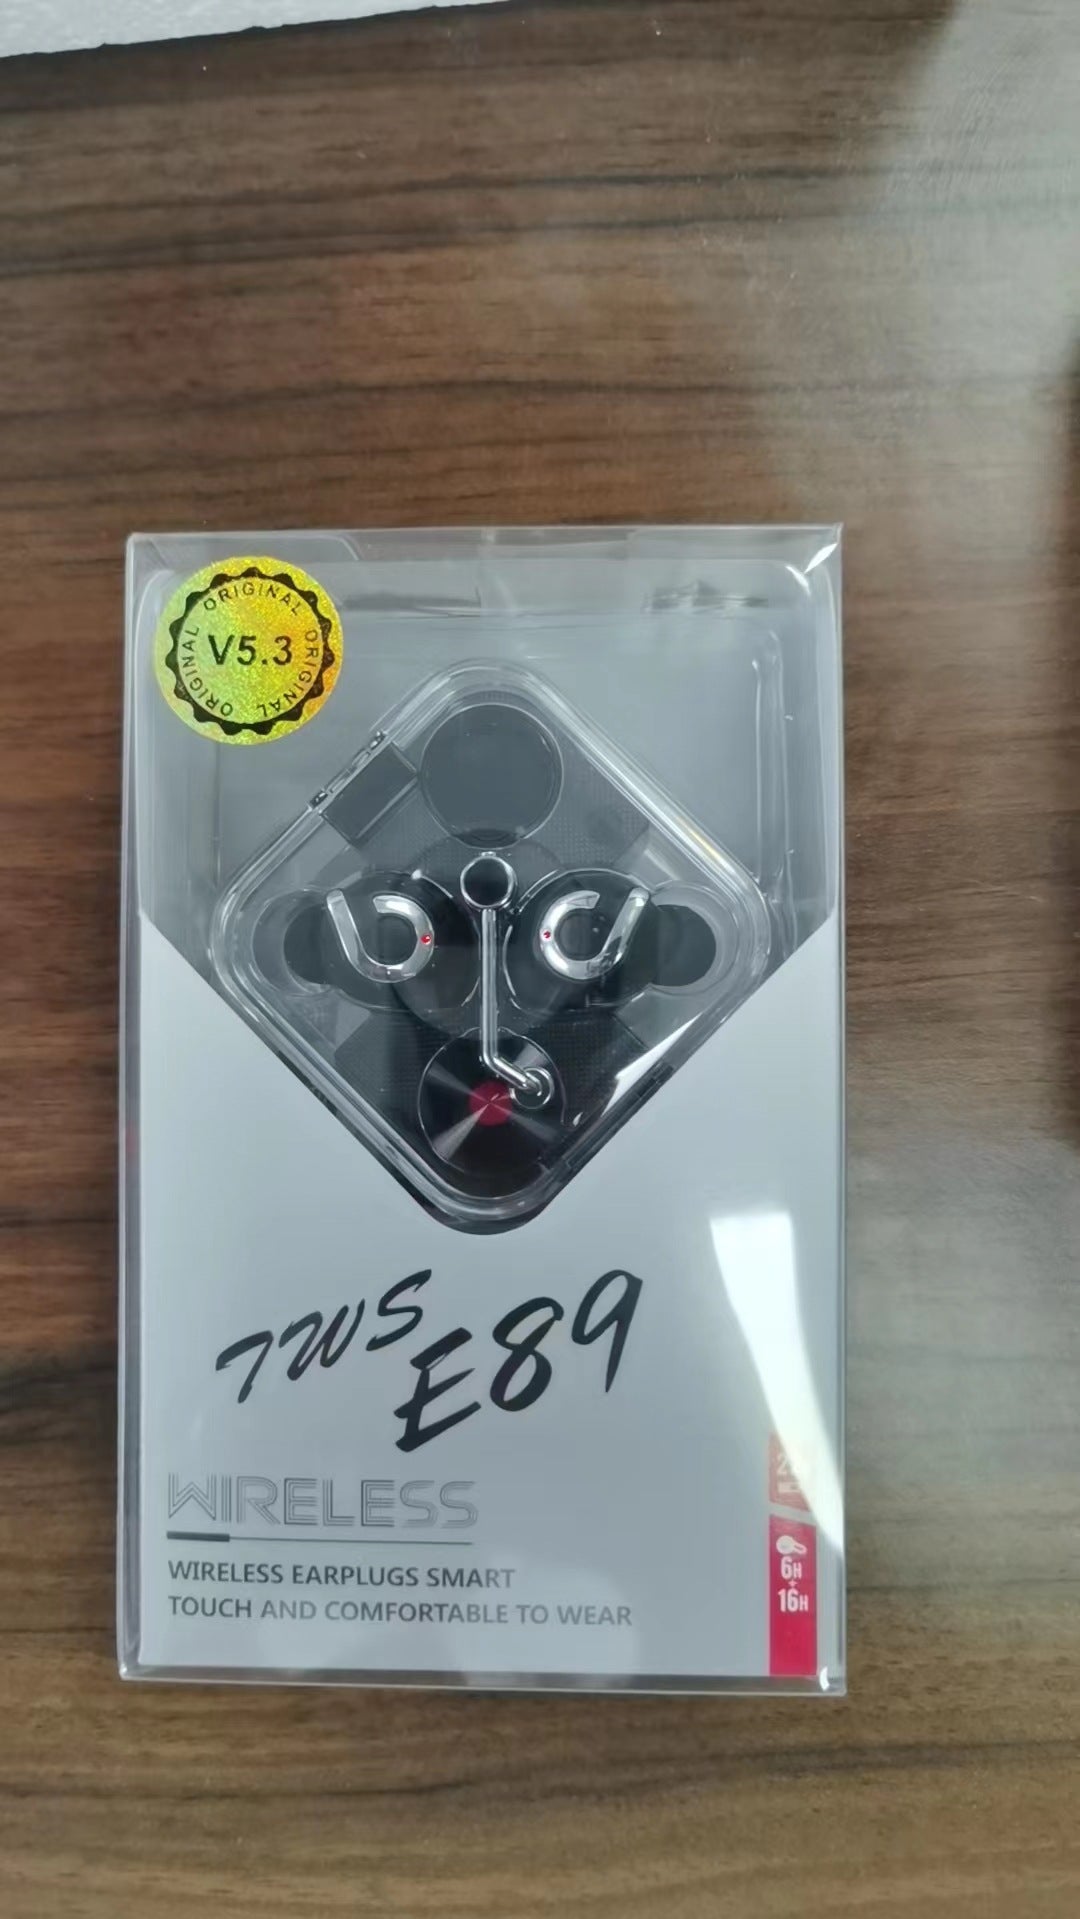 ORIGINAL ORIGINAL ORIGINAL
V5.3
TWS
E89
WIRELESS
WIRELESS EARPLUGS SMART
TOUCH AND COMFORTABLE TO WEAR
6H
+
16H